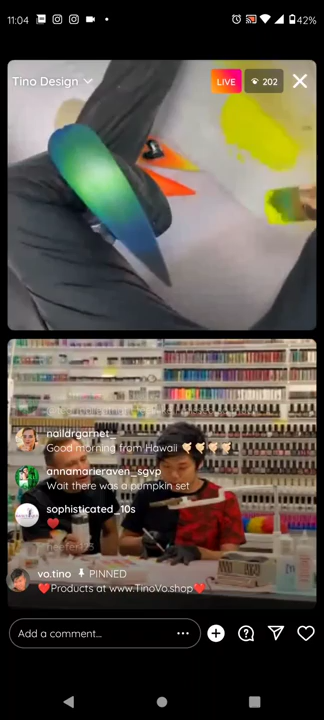 11:04
42%
Tino Design
LIVE
202
naildrgarnet
Good morning from Hawaii
annamarieraven_sgvp
Wait there was a pumpkin set
sophisticated_10s
vo.tino PINNED
Products at www.TinoVo.shop
Add a comment...